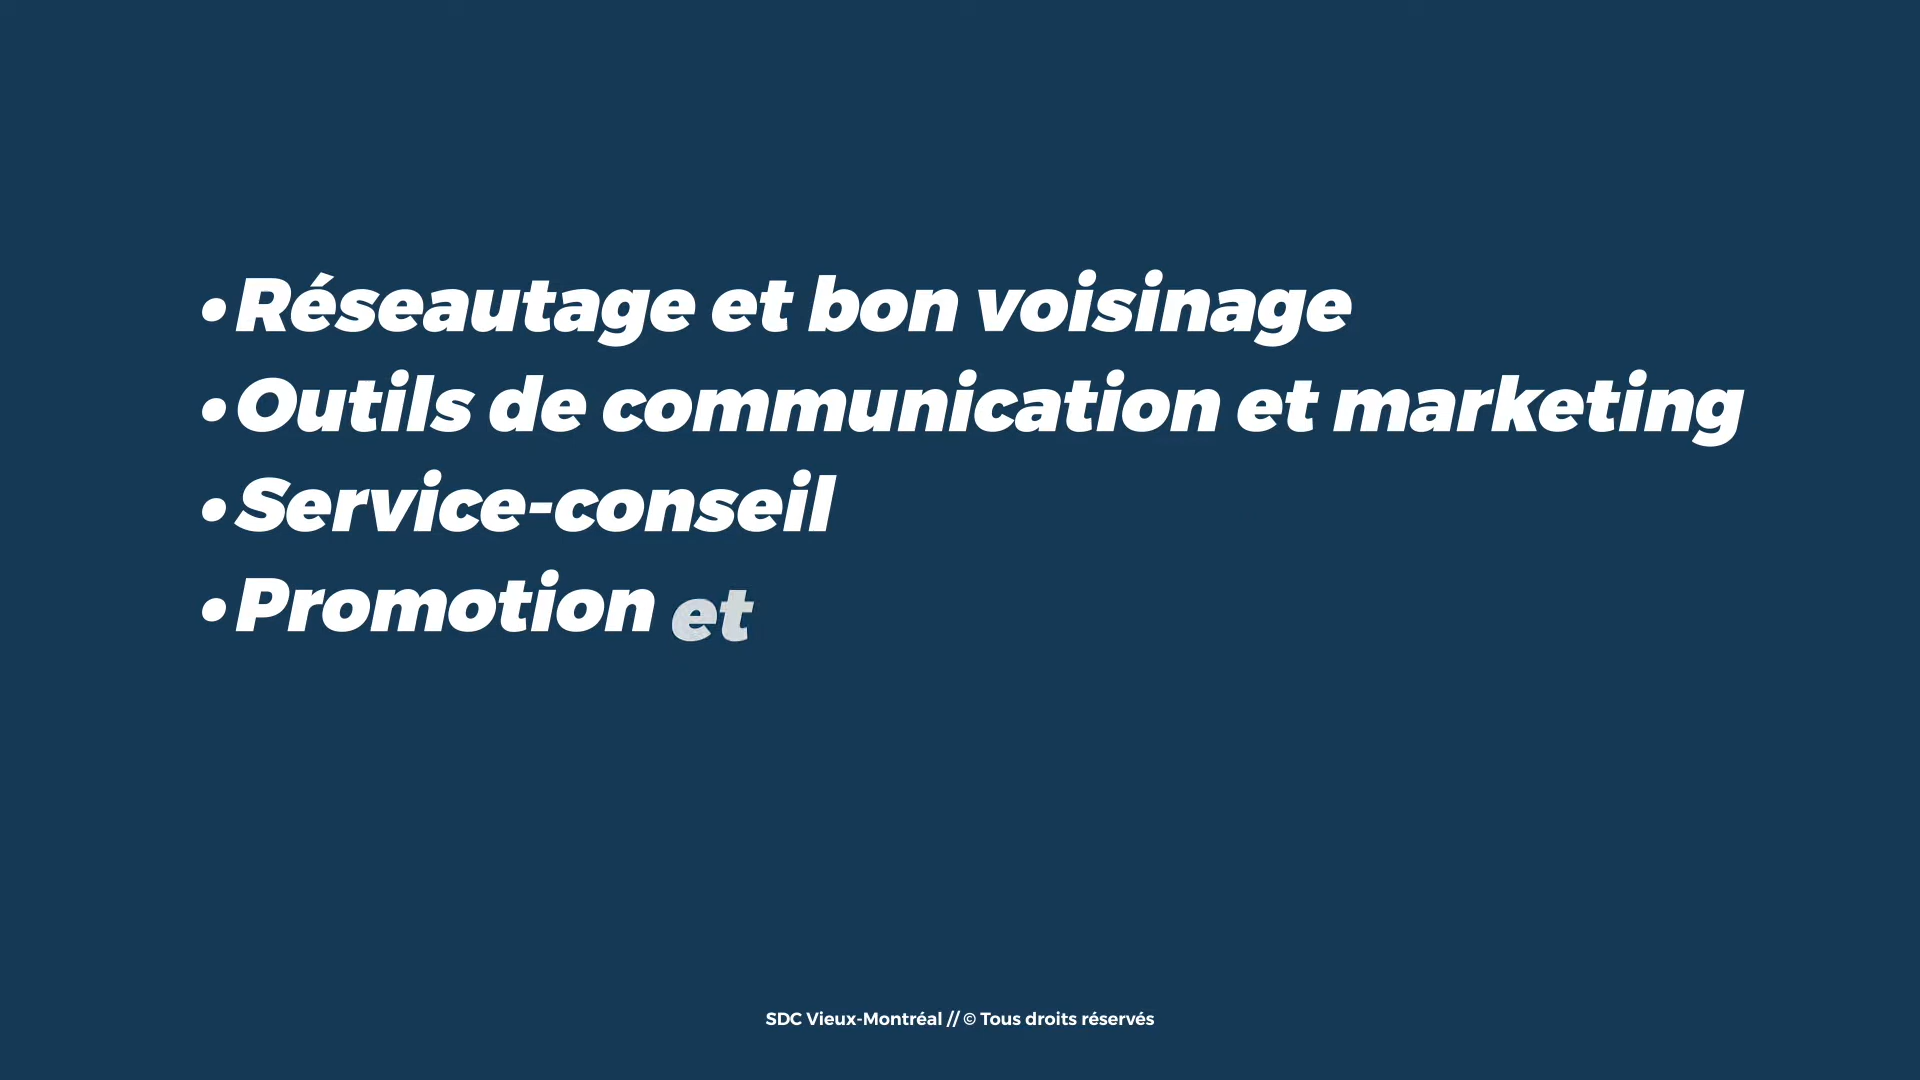 • Réseautage et bon voisinage
• Outils de communication et marketing
• Service-conseil
• Promotion et
SDC Vieux-Montréal // © Tous droits réservés